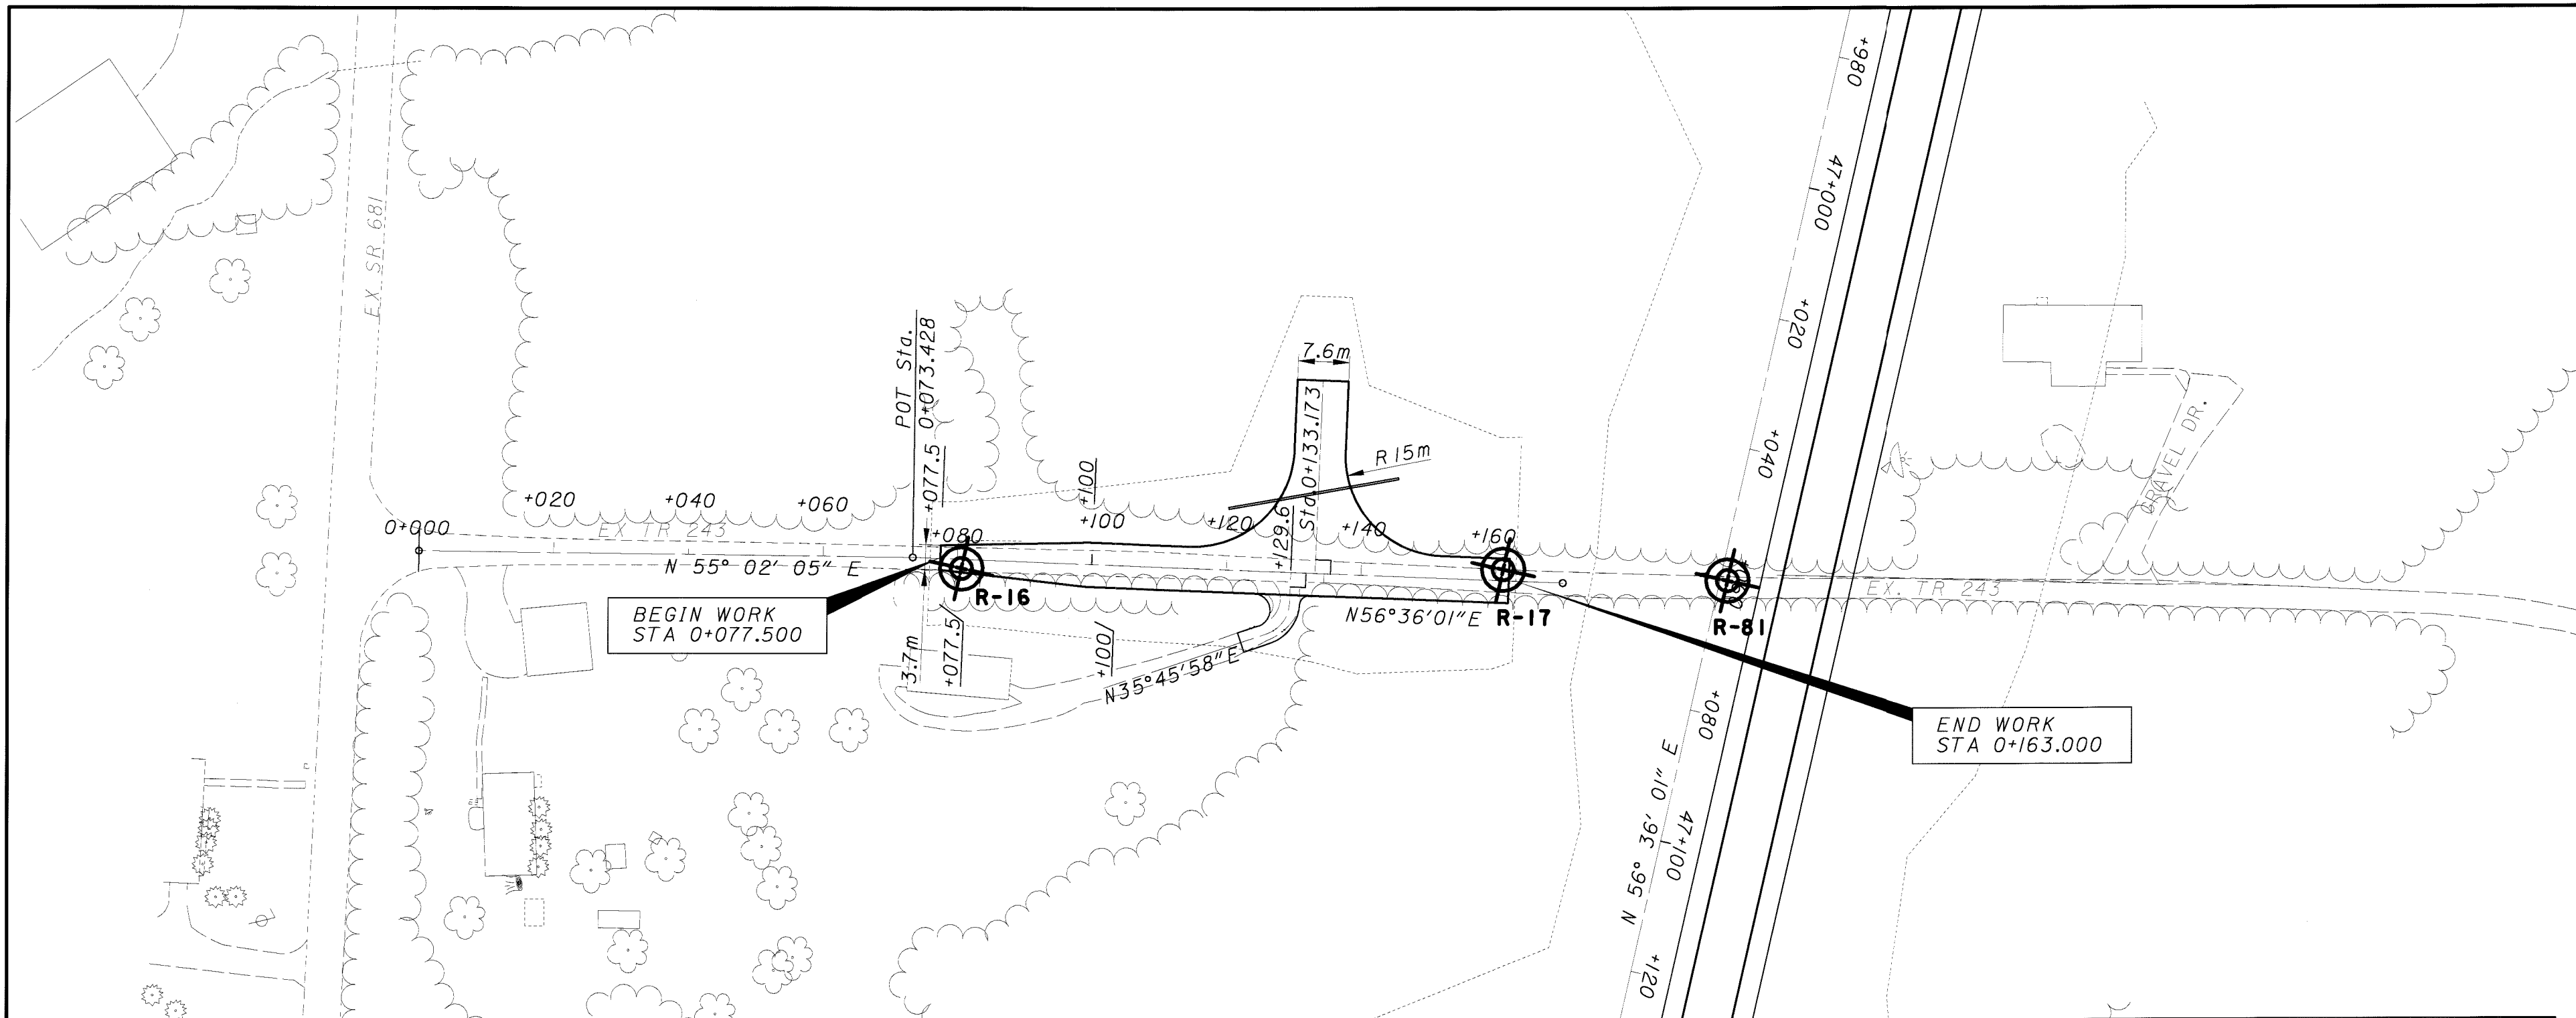 +980
47+000
+020
+040
+080
47+100
+120
N 56° 36' 01" E
EX SR 681
POT Sta.
0+073.428
+077.5
7.6m
Sta.0+133.173
R15m
+129.6
+100
0+000
+020
+040
+060
+080
+100
+120
+140
+160
EX TR 243
N 55° 02' 05" E
BEGIN WORK
STA 0+077.500
R-16
3.7m
+077.5
+100
N35°45'58"E
N56°36'01"E
R-17
R-81
EX. TR 243
GRAVEL DR.
END WORK
STA 0+163.000